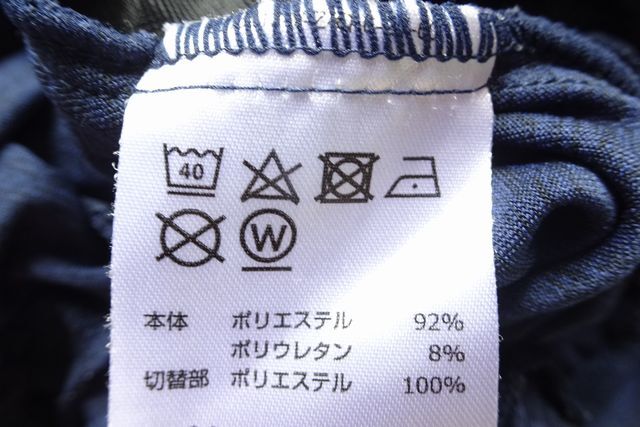 40
W
本体 ポリエステル 92%
ポリウレタン 8%
切替部 ポリエステル 100%